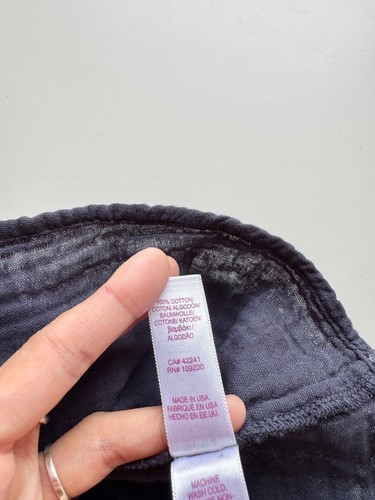 100% COTTON/
COTON/ ALGODÓN/
BAUMWOLLE/
COTONE/ KATOEN/
βαμβάκι/
ALGODÃO
CA# 42241
RN# 109220
MADE IN USA
FABRIQUÉ EN USA
HECHO EN EE.UU.
MACHINE
WASH COLD,